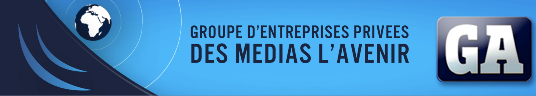 GROUPE D'ENTREPRISES PRIVEES
DES MEDIAS L'AVENIR
GA